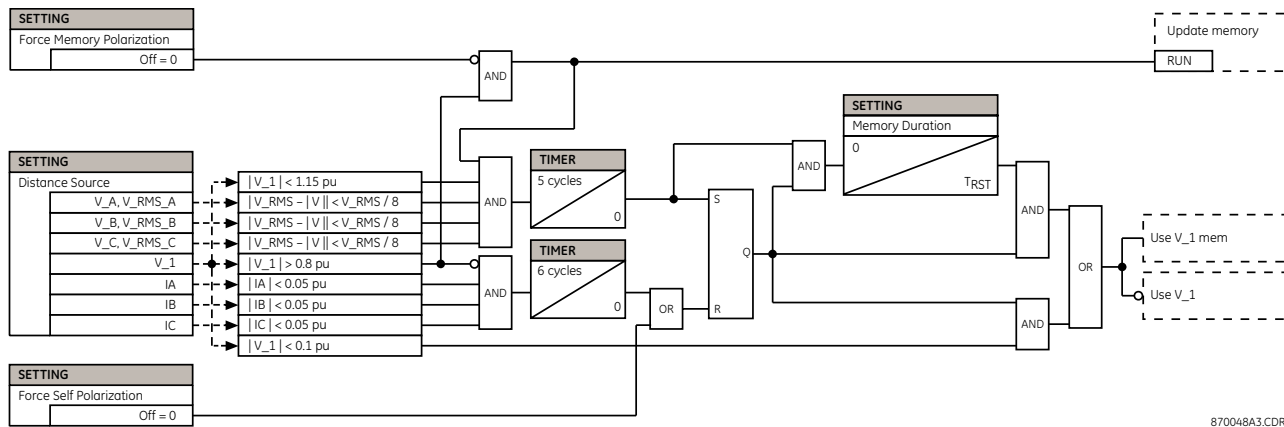 SETTING
Force Memory Polarization
Off = 0
AND
Update memory
RUN
SETTING
Memory Duration
0
TRST
SETTING
Distance Source
V_A, V_RMS_A
V_B, V_RMS_B
V_C, V_RMS_C
V_1
IA
IB
IC
| V_1 | < 1.15 pu
| V_RMS – | V || < V_RMS / 8
| V_RMS – | V || < V_RMS / 8
| V_RMS – | V || < V_RMS / 8
| V_1 | > 0.8 pu
| IA | < 0.05 pu
| IB | < 0.05 pu
| IC | < 0.05 pu
| V_1 | < 0.1 pu
AND
AND
TIMER
5 cycles
0
TIMER
6 cycles
0
OR
S
Q
R
AND
AND
AND
OR
Use V_1 mem
Use V_1
SETTING
Force Self Polarization
Off = 0
870048A3.CDR